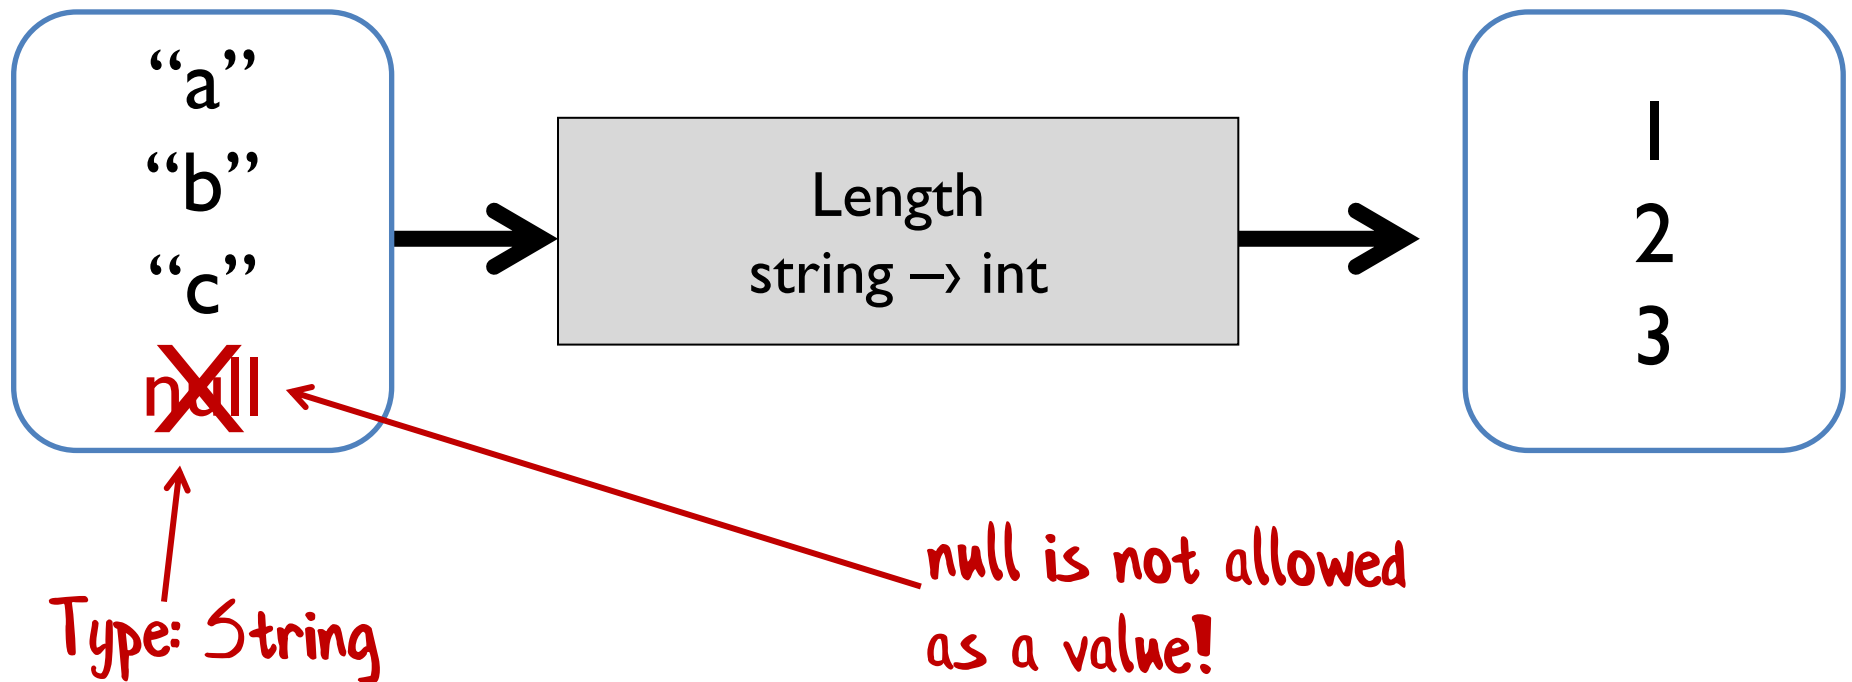 “a”
“b”
“c”
null
Length
string –> int
1
2
3
Type: String
null is not allowed
as a value!